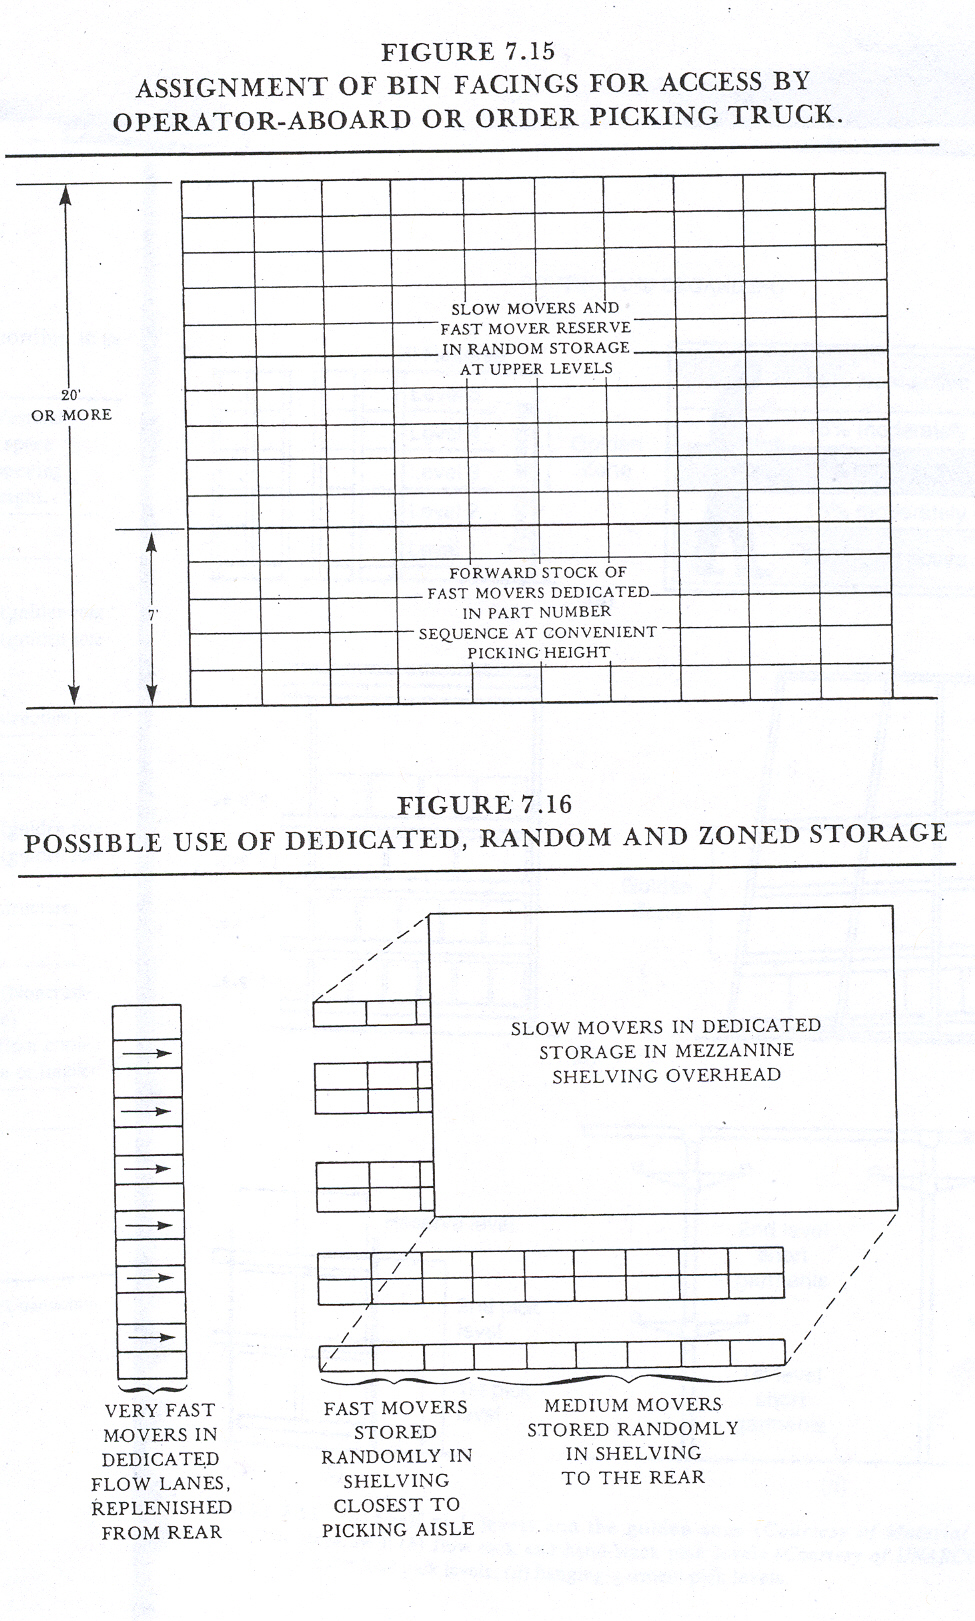 FIGURE 7.15
ASSIGNMENT OF BIN FACINGS FOR ACCESS BY
OPERATOR-ABOARD OR ORDER PICKING TRUCK.
20'
OR MORE
SLOW MOVERS AND
FAST MOVER RESERVE
IN RANDOM STORAGE
AT UPPER LEVELS
7'
FORWARD STOCK OF
FAST MOVERS DEDICATED
IN PART NUMBER
SEQUENCE AT CONVENIENT
PICKING HEIGHT
FIGURE 7.16
POSSIBLE USE OF DEDICATED, RANDOM AND ZONED STORAGE
SLOW MOVERS IN DEDICATED
STORAGE IN MEZZANINE
SHELVING OVERHEAD
VERY FAST
MOVERS IN
DEDICATED
FLOW LANES,
REPLENISHED
FROM REAR
FAST MOVERS
STORED
RANDOMLY IN
SHELVING
CLOSEST TO
PICKING AISLE
MEDIUM MOVERS
STORED RANDOMLY
IN SHELVING
TO THE REAR